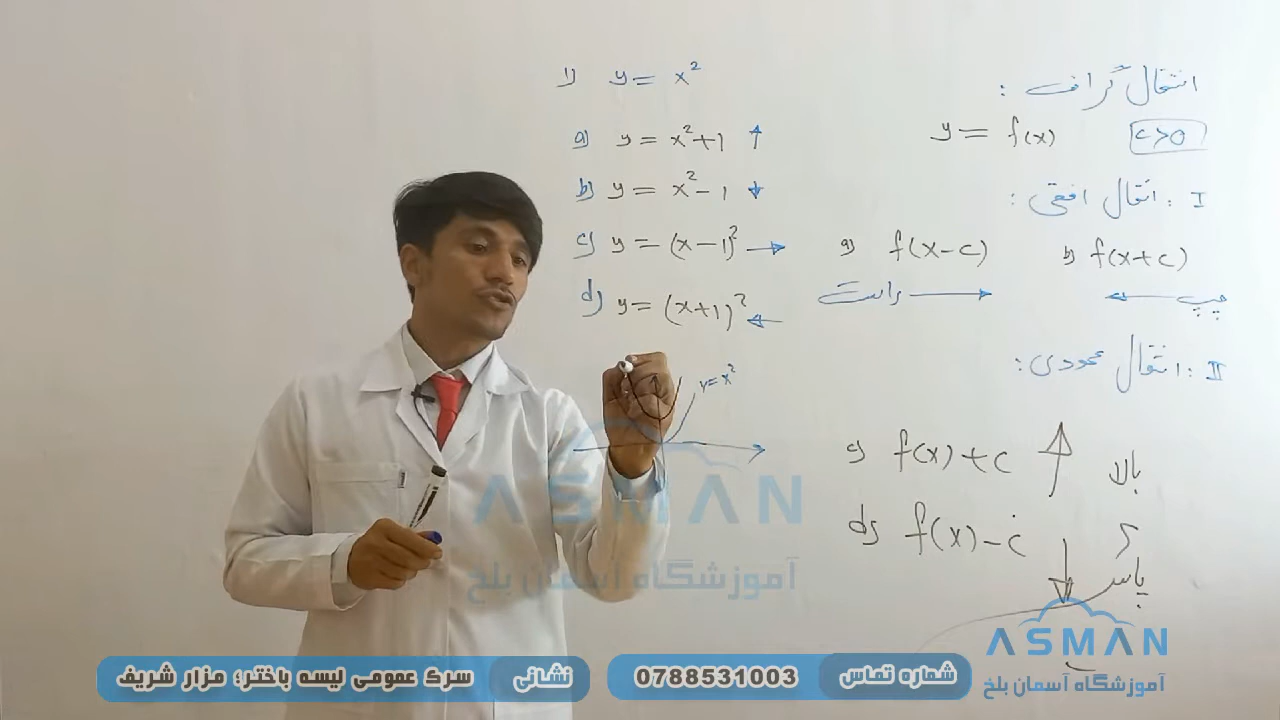 انتقال گراف :
y = f(x) c>0
I : انتقال افقی :
a) f(x-c) b) f(x+c)
راست → ← چپ
II : انتقال عمودی :
c) f(x)+c ↑ بالا
d) f(x)-c ↓
1) y = x²
a) y = x²+1 ↑
b) y = x²-1 ↓
c) y = (x-1)² →
d) y = (x+1)² ←
y=x²
ASMAN
آموزشگاه آسمان بلخ
ASMAN
آموزشگاه آسمان بلخ
شماره تماس 0788531003
نشانی سرک عمومی لیسه باختر؛ مزار شریف